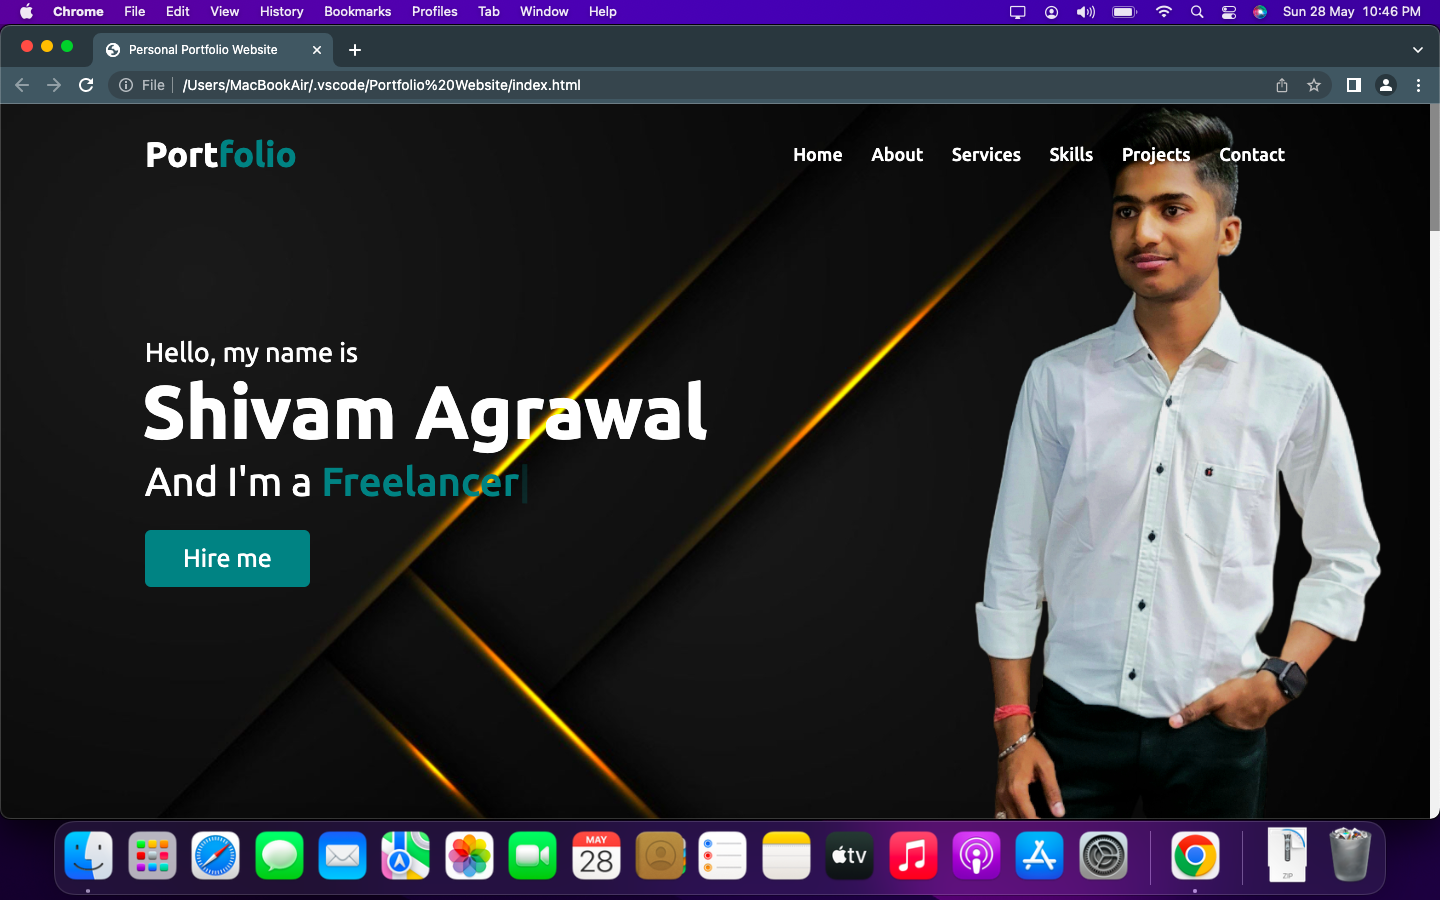 Chrome File Edit View History Bookmarks Profiles Tab Window Help Sun 28 May 10:46 PM
Personal Portfolio Website
File /Users/MacBookAir/.vscode/Portfolio%20Website/index.html
Portfolio Home About Services Skills Projects Contact
Hello, my name is
Shivam Agrawal
And I'm a Freelancer
Hire me
MAY
28
tv
ZIP